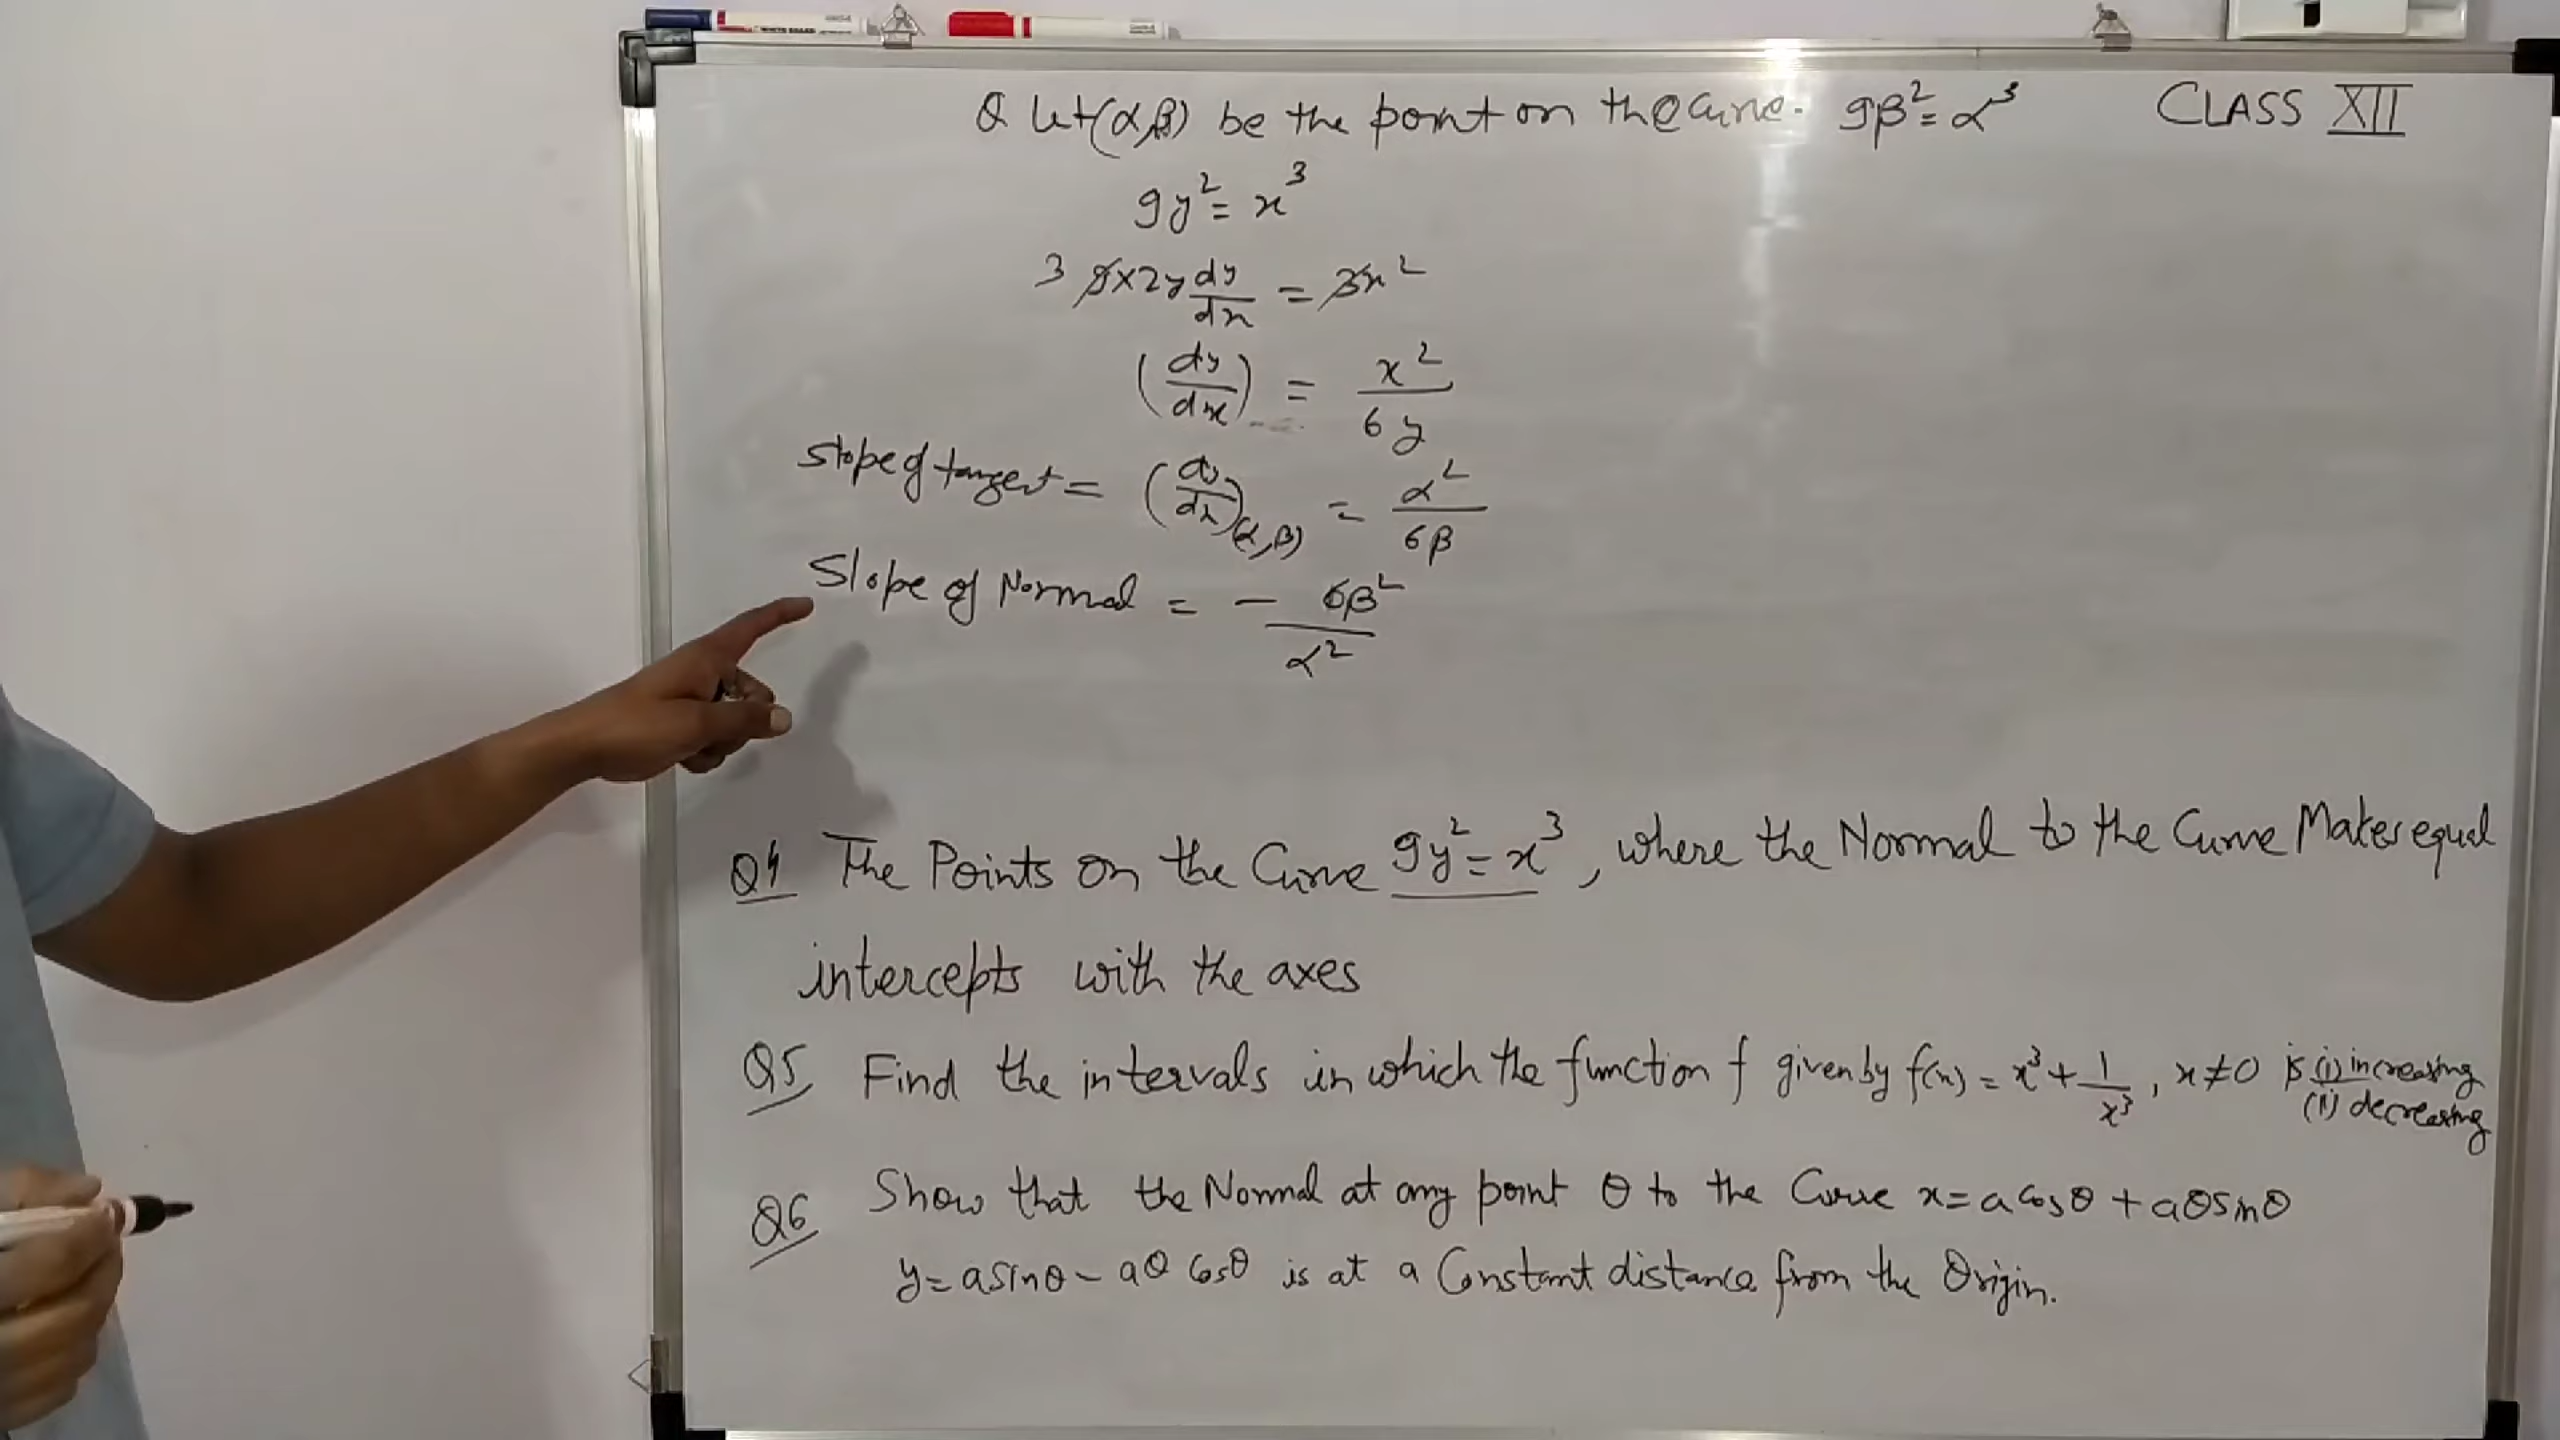 Q let (α,β) be the point on the Curve. 9β² = α³
CLASS XII
9y² = x³
3 9×2y dy/dx = 3x²
(dy/dx) = x²/6y
Slope of tangent = (dy/dx)(α,β) = α²/6β
Slope of Normal = - 6β²/α²
Q4 The Points on the Curve 9y² = x³, where the Normal to the Curve Makes equal
intercepts with the axes
Q5 Find the intervals in which the function f given by f(x) = x³ + 1/x³, x ≠ 0 is (i) increasing
(ii) decreasing
Q6 Show that the Normal at any point θ to the Curve x = a cosθ + aθ sinθ
y = a sinθ - aθ cosθ is at a Constant distance from the Origin.